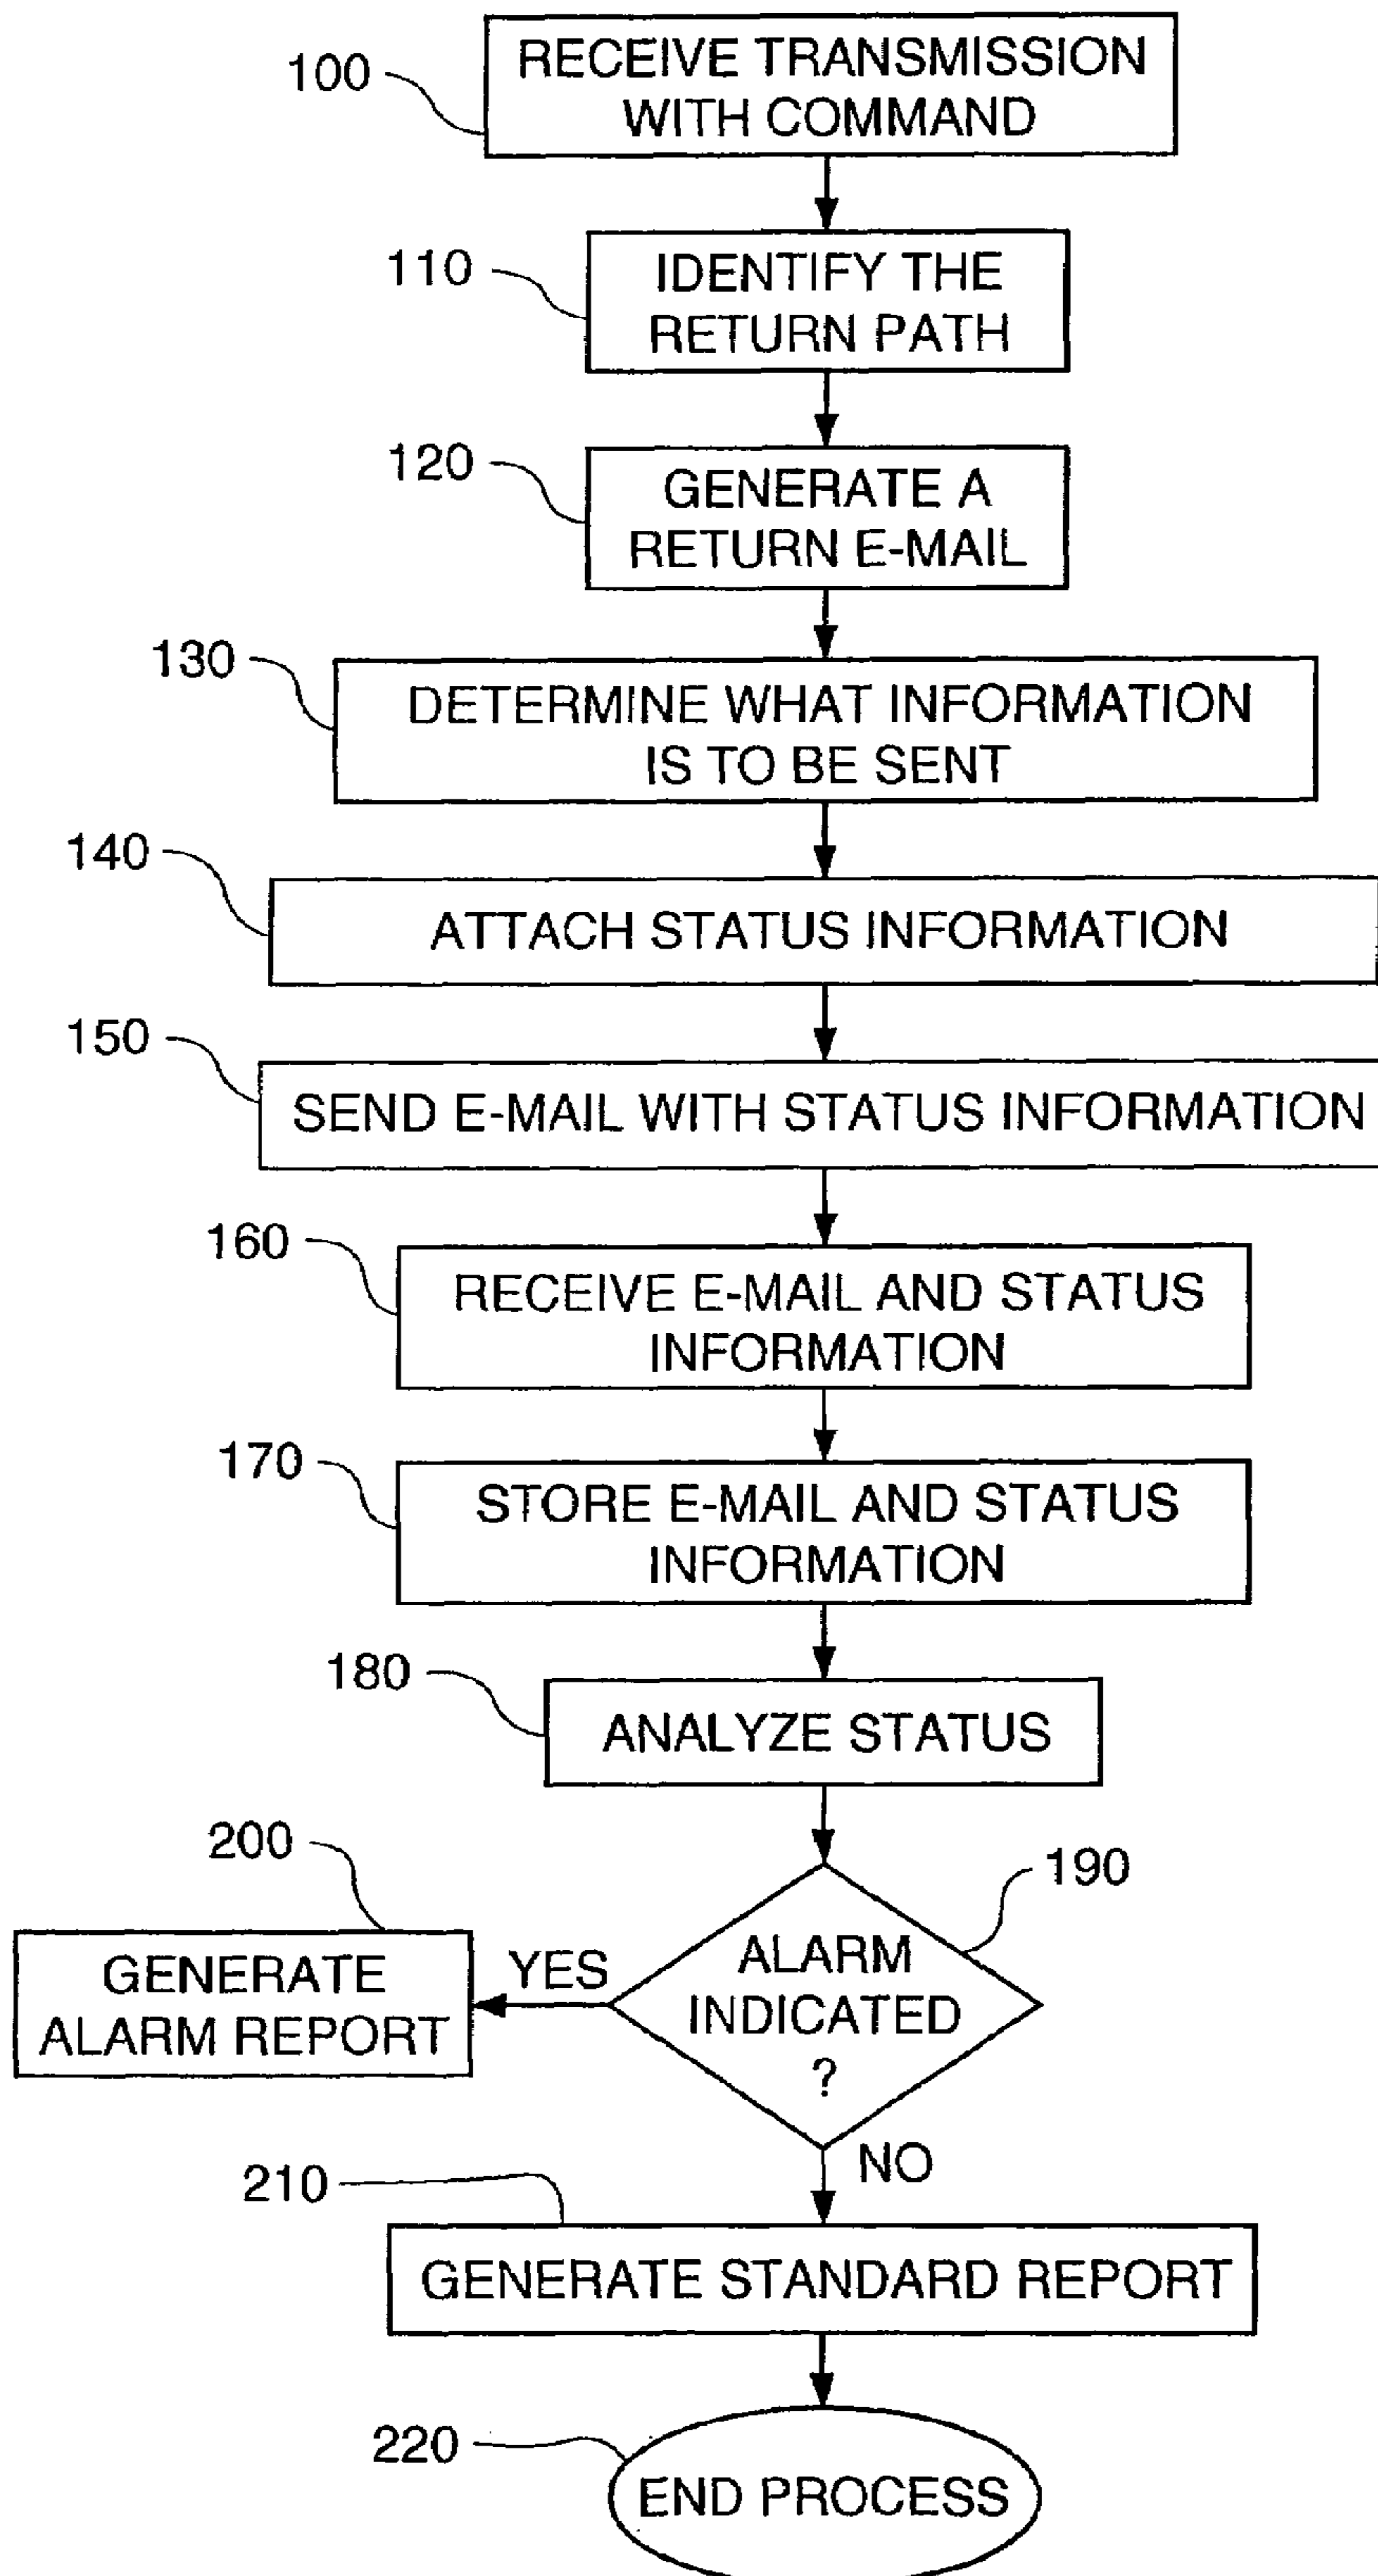 100
RECEIVE TRANSMISSION
WITH COMMAND
110
IDENTIFY THE
RETURN PATH
120
GENERATE A
RETURN E-MAIL
130
DETERMINE WHAT INFORMATION
IS TO BE SENT
140
ATTACH STATUS INFORMATION
150
SEND E-MAIL WITH STATUS INFORMATION
160
RECEIVE E-MAIL AND STATUS
INFORMATION
170
STORE E-MAIL AND STATUS
INFORMATION
180
ANALYZE STATUS
190
ALARM
INDICATED
?
YES
200
GENERATE
ALARM REPORT
NO
210
GENERATE STANDARD REPORT
220
END PROCESS